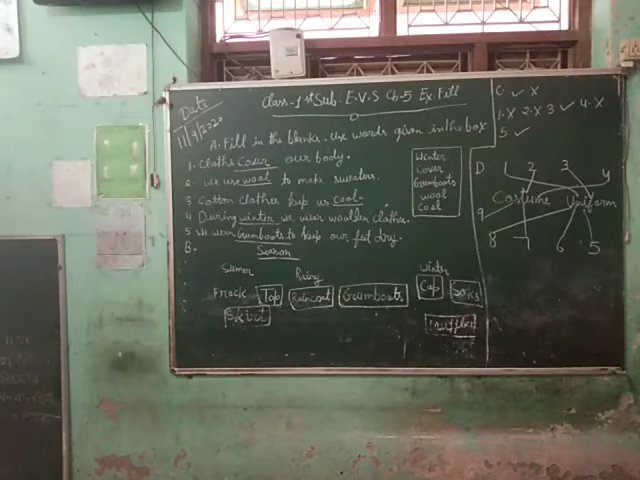 Date
11/9/2020
Class-1st Sub-E.V.S Ch-5 Ex. Fill
A. Fill in the blanks. Use words given in the box
1. Cloths Cover our body.
2. We use wool to make sweaters.
3 Cotton clothes keep us cool.
4 During winter we wear woollen clothes.
5 We wear Gumboots to keep our feet dry.
Winter
Cover
Gumboots
wool
Cool
B.
Season
Sumer Rainy Winter
Frock Top Raincoat Gumboats Cap Socks
Skirt Muffler
C. ✓ X
1.X 2-X 3 ✓ 4-X
5 ✓
D 1 2 3 4
Costume Uniform
9
8 7 6 5